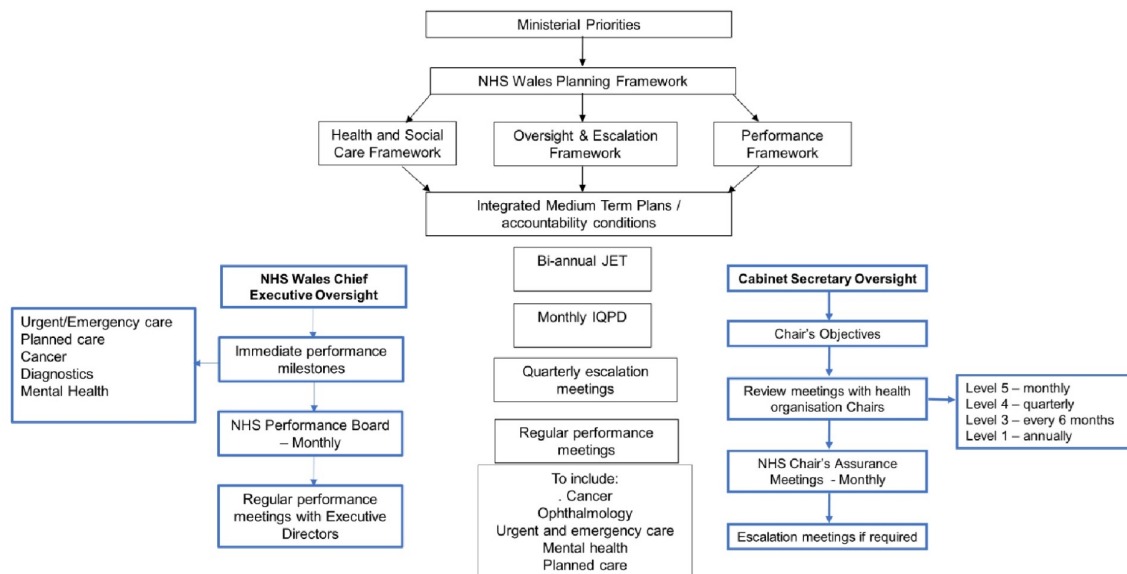 Ministerial Priorities
NHS Wales Planning Framework
Health and Social
Care Framework
Oversight & Escalation
Framework
Performance
Framework
Integrated Medium Term Plans /
accountability conditions
Bi-annual JET
Monthly IQPD
Quarterly escalation
meetings
Regular performance
meetings
To include:
. Cancer
Ophthalmology
Urgent and emergency care
Mental health
Planned care
NHS Wales Chief
Executive Oversight
Immediate performance
milestones
Urgent/Emergency care
Planned care
Cancer
Diagnostics
Mental Health
NHS Performance Board
– Monthly
Regular performance
meetings with Executive
Directors
Cabinet Secretary Oversight
Chair's Objectives
Review meetings with health
organisation Chairs
Level 5 – monthly
Level 4 – quarterly
Level 3 – every 6 months
Level 1 – annually
NHS Chair's Assurance
Meetings - Monthly
Escalation meetings if required